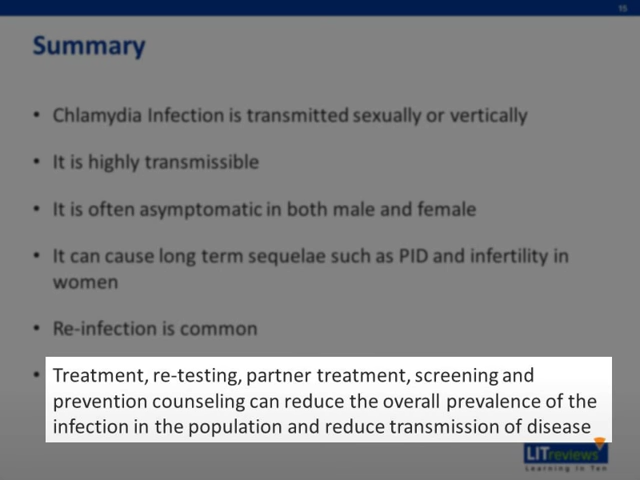 15
Summary
• Chlamydia Infection is transmitted sexually or vertically
• It is highly transmissible
• It is often asymptomatic in both male and female
• It can cause long term sequelae such as PID and infertility in
women
• Re-infection is common
• Treatment, re-testing, partner treatment, screening and
prevention counseling can reduce the overall prevalence of the
infection in the population and reduce transmission of disease
LITreviews
Learning In Ten